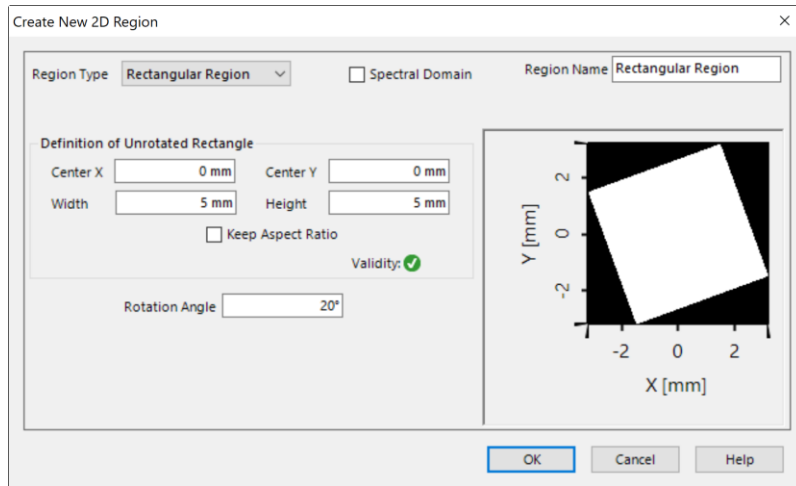 Create New 2D Region
Region Type Rectangular Region Spectral Domain Region Name Rectangular Region
Definition of Unrotated Rectangle
Center X 0 mm Center Y 0 mm
Width 5 mm Height 5 mm
Keep Aspect Ratio
Validity:
Rotation Angle 20°
Y [mm]
2
0
-2
-2 0 2
X [mm]
OK Cancel Help